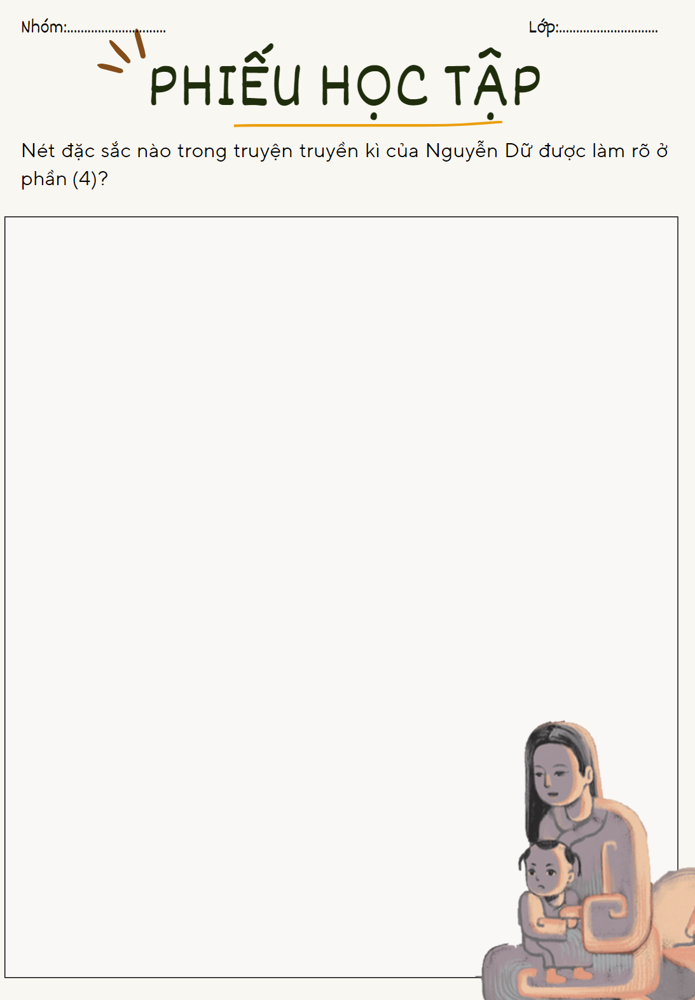 Nhóm:.............................
Lớp:.............................
PHIẾU HỌC TẬP
Nét đặc sắc nào trong truyện truyền kì của Nguyễn Dữ được làm rõ ở
phần (4)?